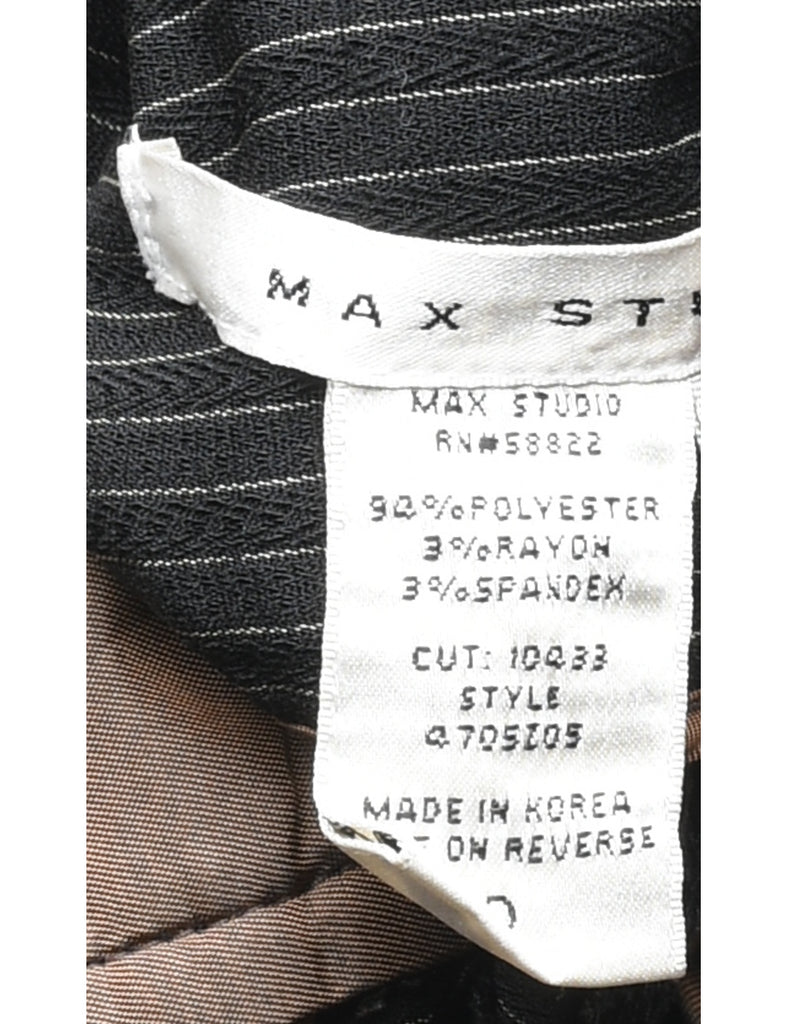 MAX ST
MAX STUDIO
RN#58822
94%POLYESTER
3%RAYON
3%SPANDEX
CUT: 10433
STYLE
4705Z05
MADE IN KOREA
ON REVERSE